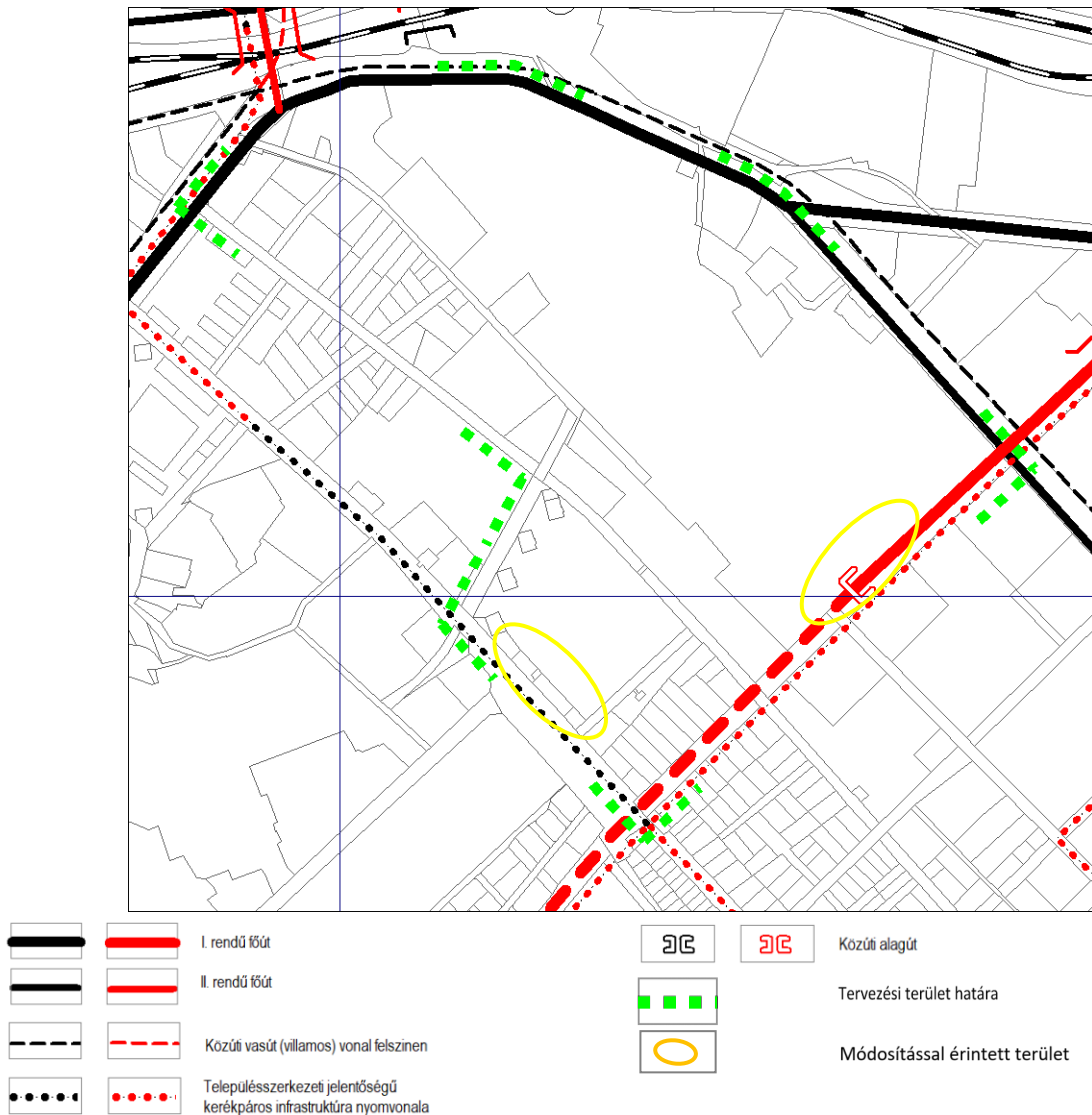 I. rendű főút
II. rendű főút
Közúti vasút (villamos) vonal felszinen
Településszerkezeti jelentőségű
kerékpáros infrastruktúra nyomvonala
Közúti alagút
Tervezési terület határa
Módosítással érintett terület